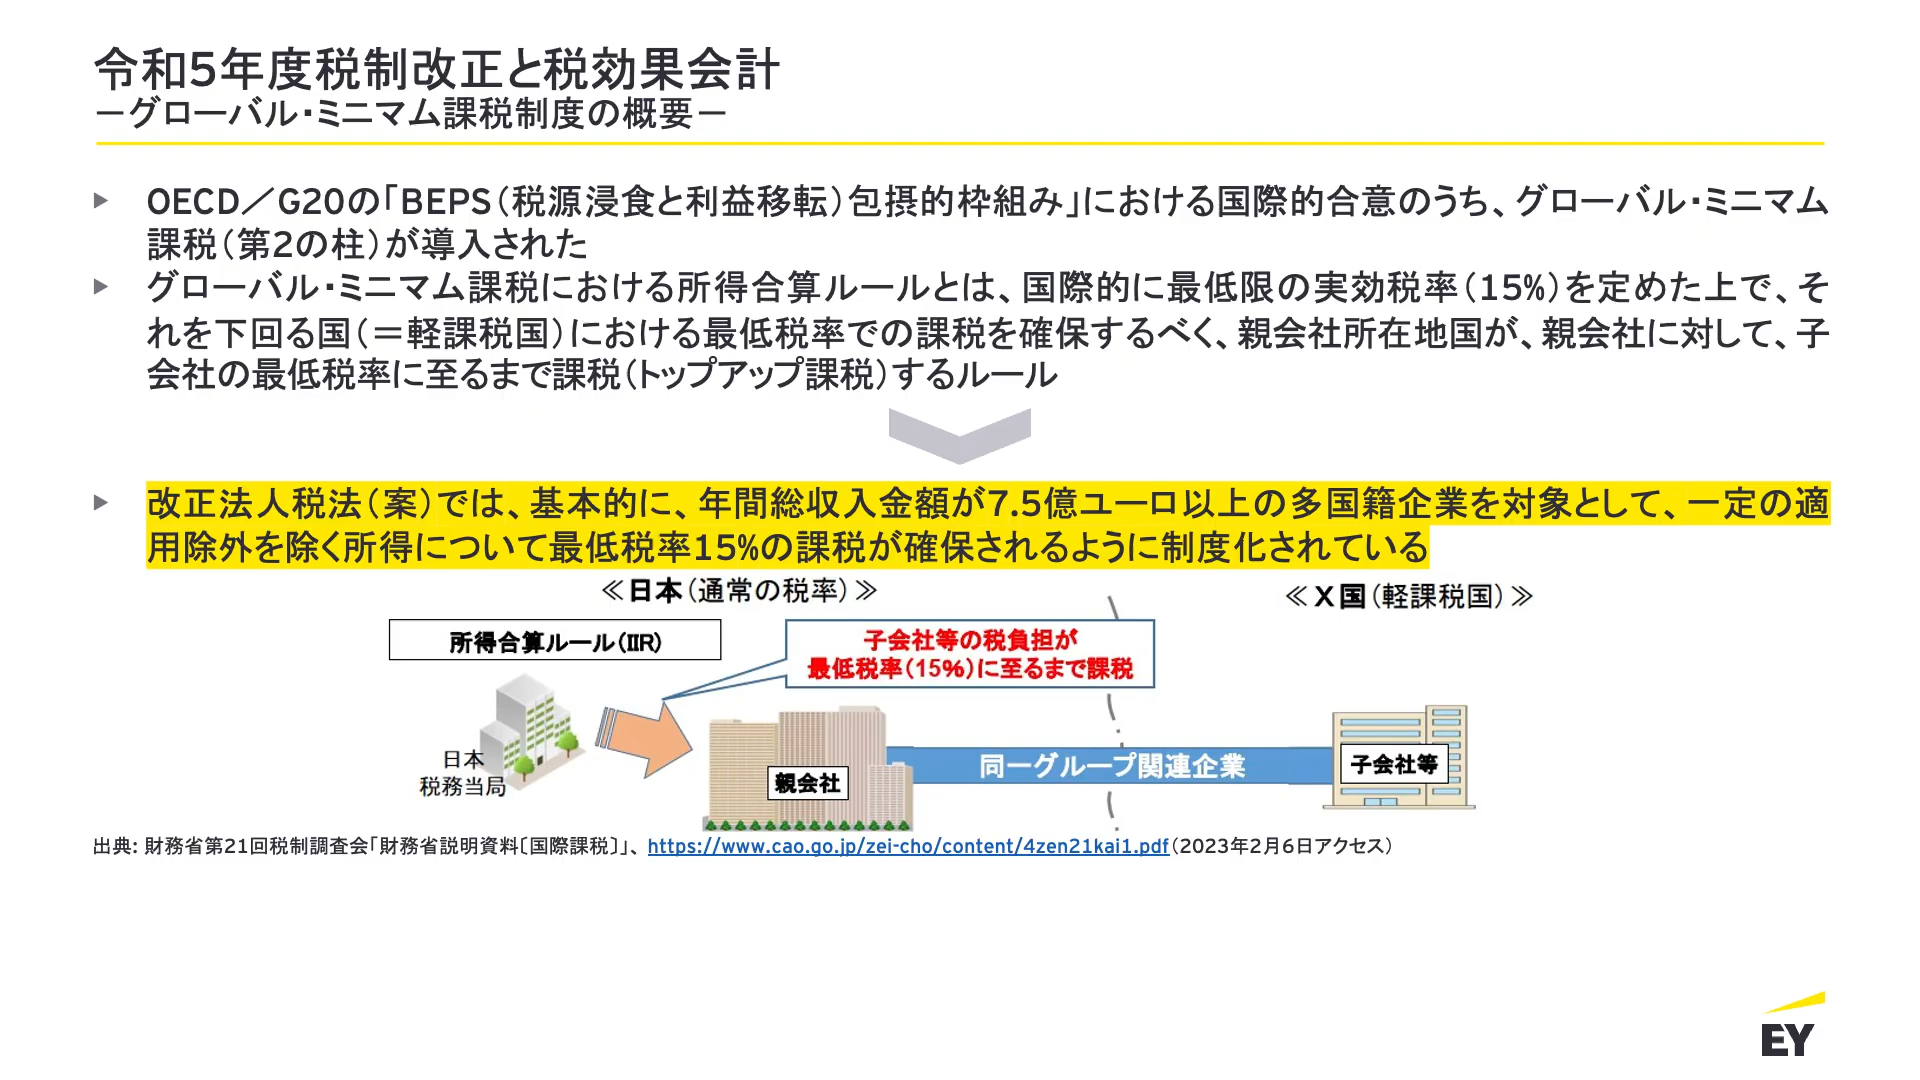 令和5年度税制改正と税効果会計
－グローバル・ミニマム課税制度の概要－
OECD／G20の「BEPS（税源浸食と利益移転）包摂的枠組み」における国際的合意のうち、グローバル・ミニマム
課税（第2の柱）が導入された
グローバル・ミニマム課税における所得合算ルールとは、国際的に最低限の実効税率（15%）を定めた上で、そ
れを下回る国（＝軽課税国）における最低税率での課税を確保するべく、親会社所在地国が、親会社に対して、子
会社の最低税率に至るまで課税（トップアップ課税）するルール
改正法人税法（案）では、基本的に、年間総収入金額が7.5億ユーロ以上の多国籍企業を対象として、一定の適
用除外を除く所得について最低税率15%の課税が確保されるように制度化されている
≪日本（通常の税率）≫
≪X国（軽課税国）≫
所得合算ルール（IIR）
子会社等の税負担が
最低税率（15%）に至るまで課税
日本
税務当局
親会社
同一グループ関連企業
子会社等
出典: 財務省第21回税制調査会「財務省説明資料〔国際課税〕」、https://www.cao.go.jp/zei-cho/content/4zen21kai1.pdf（2023年2月6日アクセス）
EY